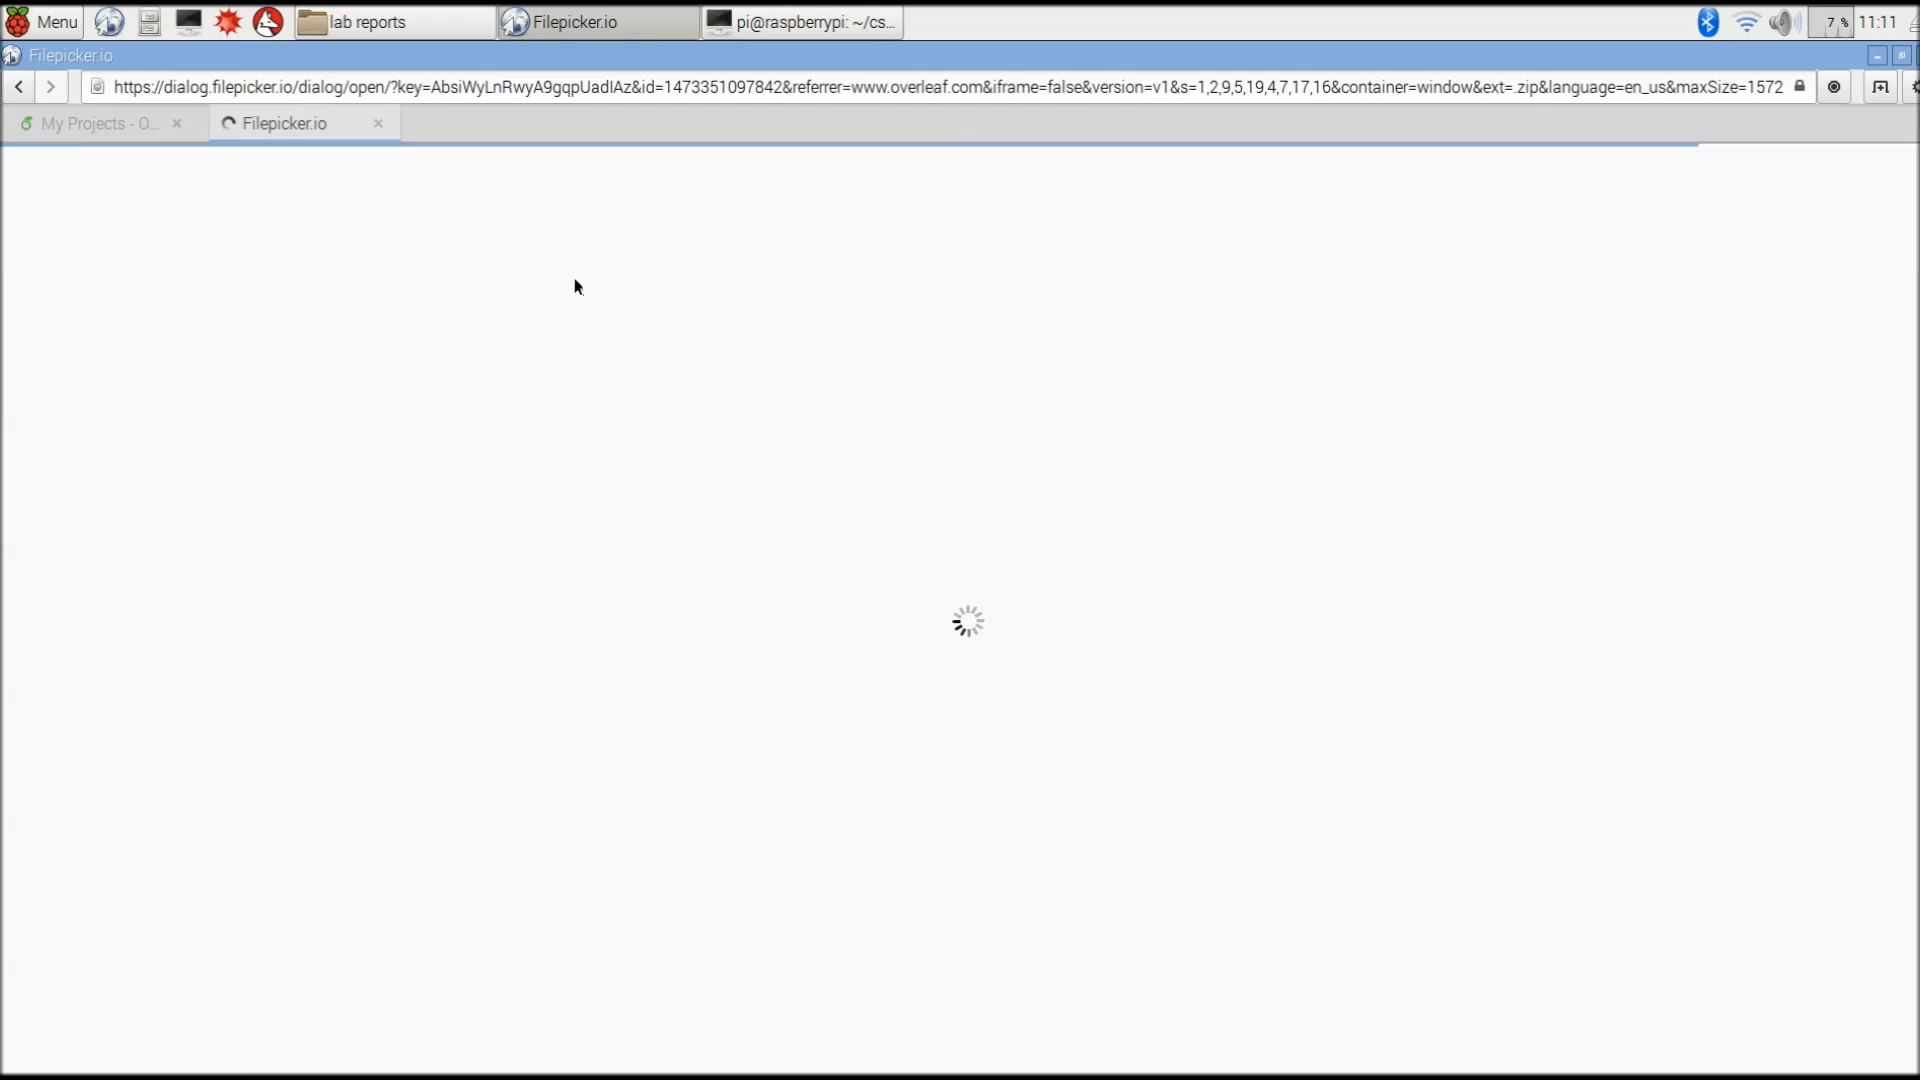 Menu lab reports Filepicker.io pi@raspberrypi: ~/cs... 7 % 11:11
Filepicker.io
https://dialog.filepicker.io/dialog/open/?key=AbsiWyLnRwyA9gqpUadIAz&id=1473351097842&referrer=www.overleaf.com&iframe=false&version=v1&s=1,2,9,5,19,4,7,17,16&container=window&ext=.zip&language=en_us&maxSize=1572
My Projects - O... Filepicker.io